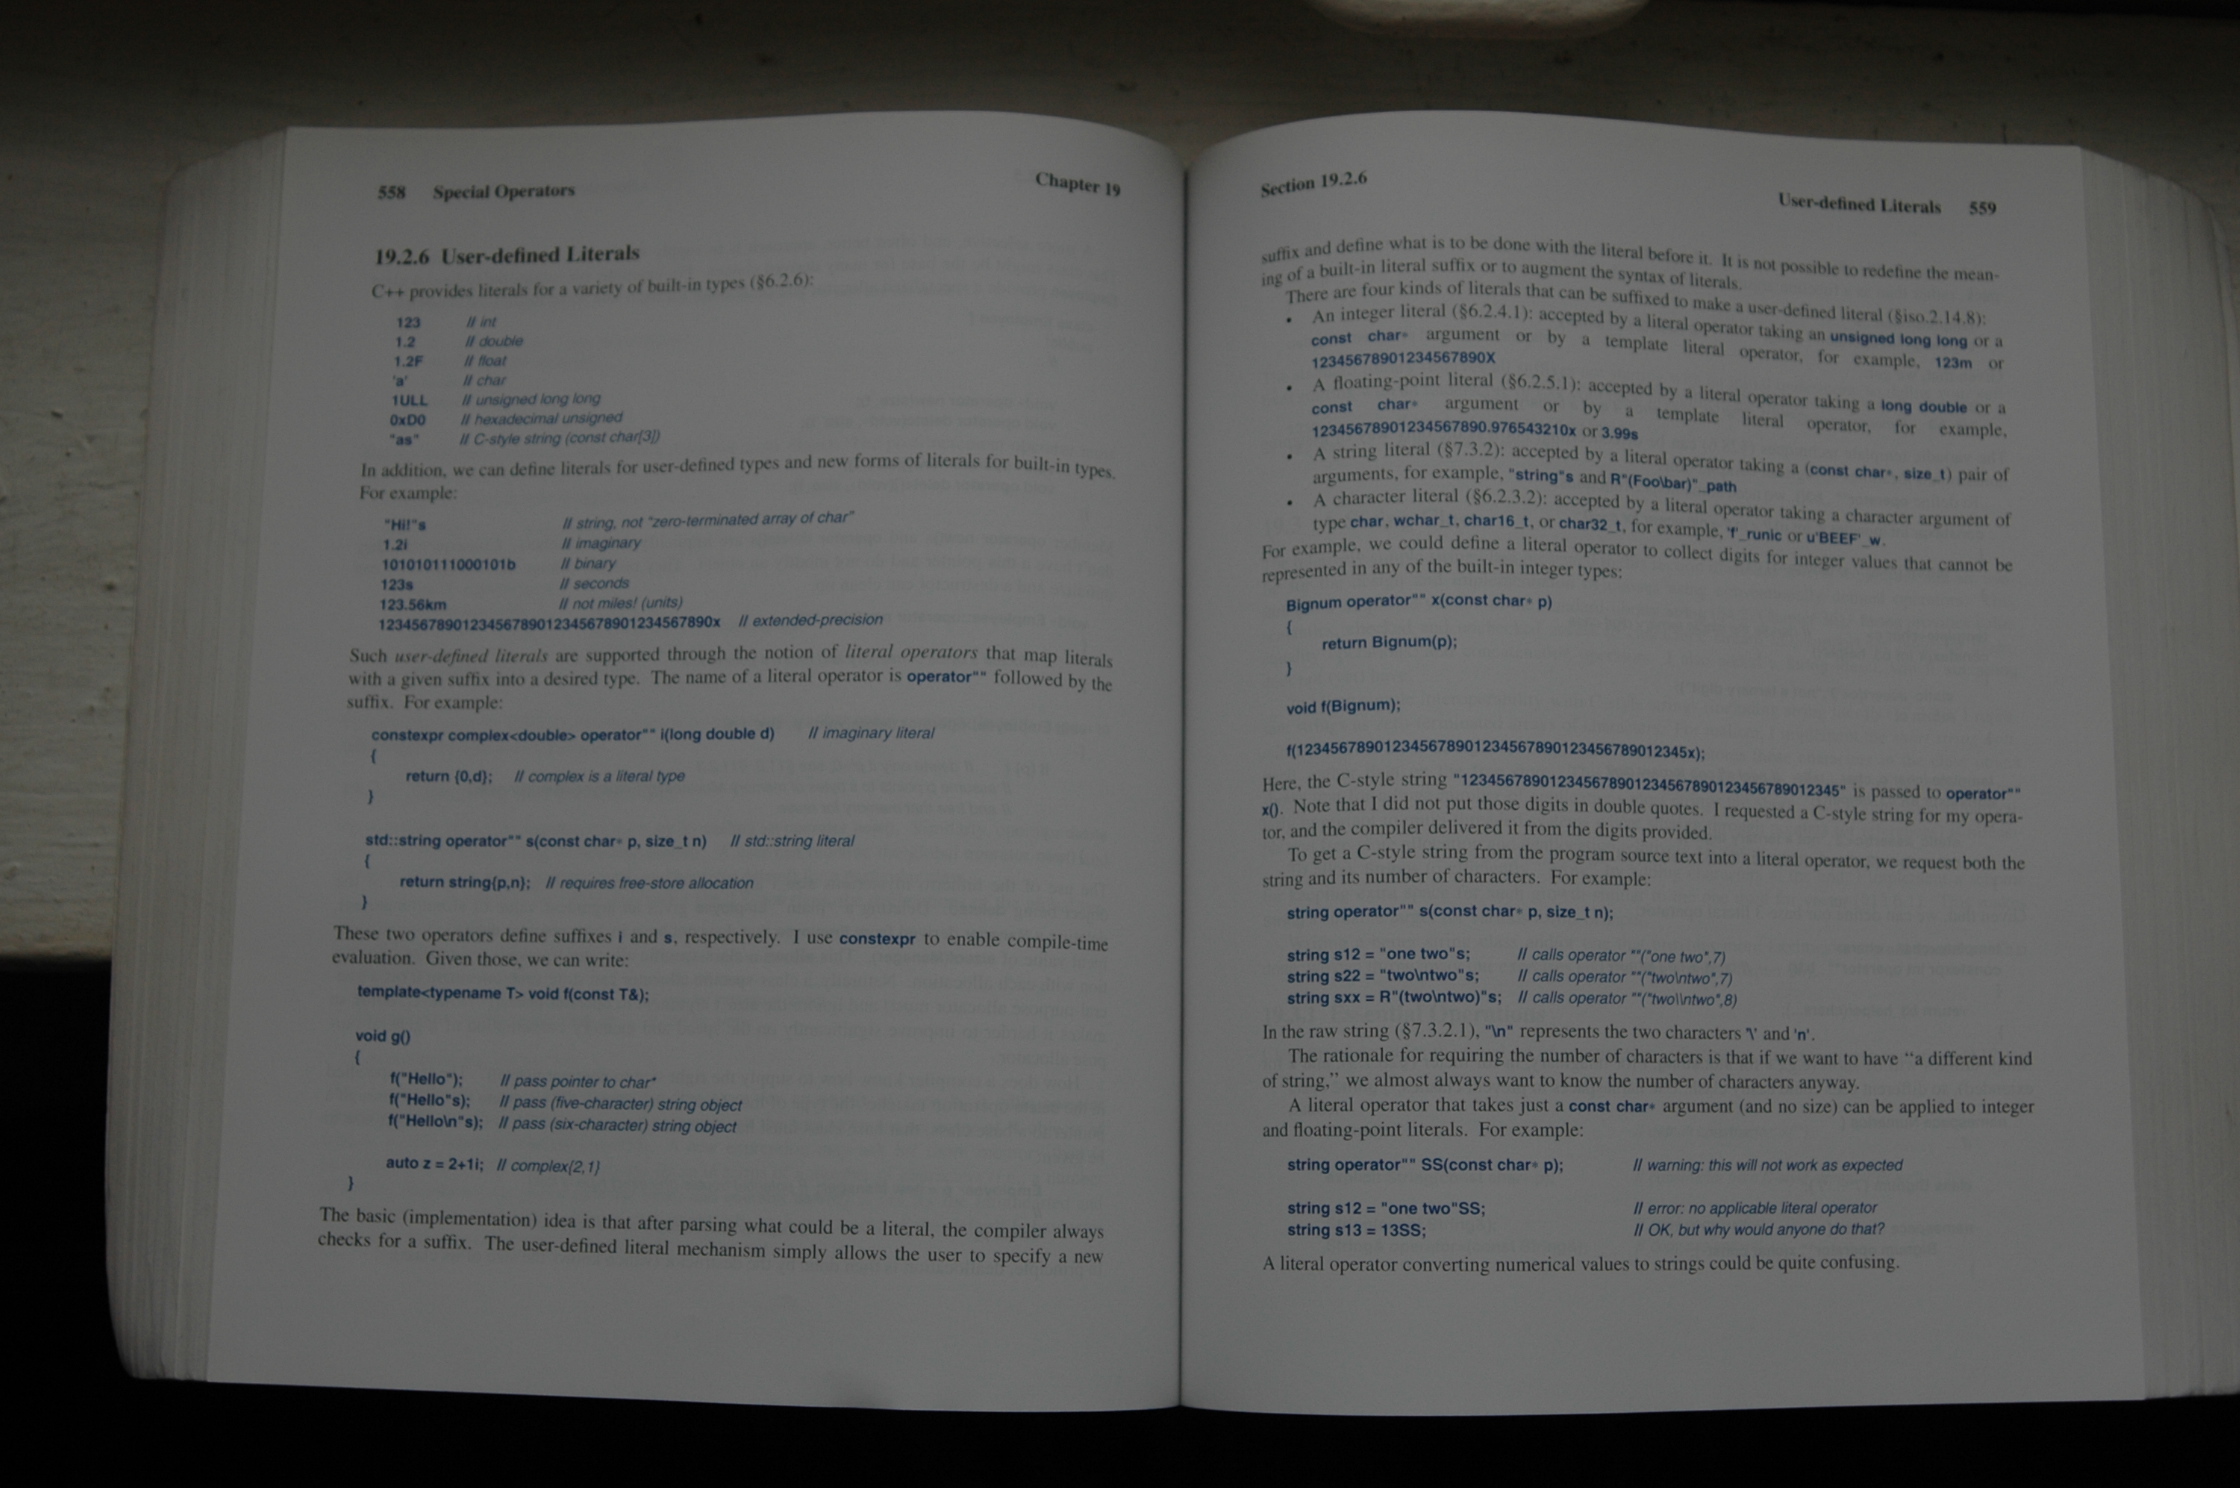 558 Special Operators Chapter 19
19.2.6 User-defined Literals
C++ provides literals for a variety of built-in types (§6.2.6):
123 // int
1.2 // double
1.2F // float
'a' // char
1ULL // unsigned long long
0xD0 // hexadecimal unsigned
"as" // C-style string (const char[3])
In addition, we can define literals for user-defined types and new forms of literals for built-in types.
For example:
"Hi!"s // string, not "zero-terminated array of char"
1.2i // imaginary
101010111000101b // binary
123s // seconds
123.56km // not miles! (units)
1234567890123456789012345678901234567890x // extended-precision
Such user-defined literals are supported through the notion of literal operators that map literals
with a given suffix into a desired type. The name of a literal operator is operator"" followed by the
suffix. For example:
constexpr complex<double> operator"" i(long double d) // imaginary literal
{
return {0,d}; // complex is a literal type
}
std::string operator"" s(const char* p, size_t n) // std::string literal
{
return string{p,n}; // requires free-store allocation
}
These two operators define suffixes i and s, respectively. I use constexpr to enable compile-time
evaluation. Given those, we can write:
template<typename T> void f(const T&);
void g()
{
f("Hello"); // pass pointer to char*
f("Hello"s); // pass (five-character) string object
f("Hello\n"s); // pass (six-character) string object
auto z = 2+1i; // complex{2,1}
}
The basic (implementation) idea is that after parsing what could be a literal, the compiler always
checks for a suffix. The user-defined literal mechanism simply allows the user to specify a new
Section 19.2.6 User-defined Literals 559
suffix and define what is to be done with the literal before it. It is not possible to redefine the mean-
ing of a built-in literal suffix or to augment the syntax of literals.
There are four kinds of literals that can be suffixed to make a user-defined literal (§iso.2.14.8):
• An integer literal (§6.2.4.1): accepted by a literal operator taking an unsigned long long or a
const char* argument or by a template literal operator, for example, 123m or
12345678901234567890X
• A floating-point literal (§6.2.5.1): accepted by a literal operator taking a long double or a
const char* argument or by a template literal operator, for example,
12345678901234567890.976543210x or 3.99s
• A string literal (§7.3.2): accepted by a literal operator taking a (const char*, size_t) pair of
arguments, for example, "string"s and R"(Foo\bar)"_path
• A character literal (§6.2.3.2): accepted by a literal operator taking a character argument of
type char, wchar_t, char16_t, or char32_t, for example, 'f'_runic or u'BEEF'_w.
For example, we could define a literal operator to collect digits for integer values that cannot be
represented in any of the built-in integer types:
Bignum operator"" x(const char* p)
{
return Bignum(p);
}
void f(Bignum);
f(123456789012345678901234567890123456789012345x);
Here, the C-style string "123456789012345678901234567890123456789012345" is passed to operator""
x(). Note that I did not put those digits in double quotes. I requested a C-style string for my opera-
tor, and the compiler delivered it from the digits provided.
To get a C-style string from the program source text into a literal operator, we request both the
string and its number of characters. For example:
string operator"" s(const char* p, size_t n);
string s12 = "one two"s; // calls operator ""("one two",7)
string s22 = "two\ntwo"s; // calls operator ""("two\ntwo",7)
string sxx = R"(two\ntwo)"s; // calls operator ""("two\\ntwo",8)
In the raw string (§7.3.2.1), "\n" represents the two characters '\' and 'n'.
The rationale for requiring the number of characters is that if we want to have “a different kind
of string,” we almost always want to know the number of characters anyway.
A literal operator that takes just a const char* argument (and no size) can be applied to integer
and floating-point literals. For example:
string operator"" SS(const char* p); // warning: this will not work as expected
string s12 = "one two"SS; // error: no applicable literal operator
string s13 = 13SS; // OK, but why would anyone do that?
A literal operator converting numerical values to strings could be quite confusing.